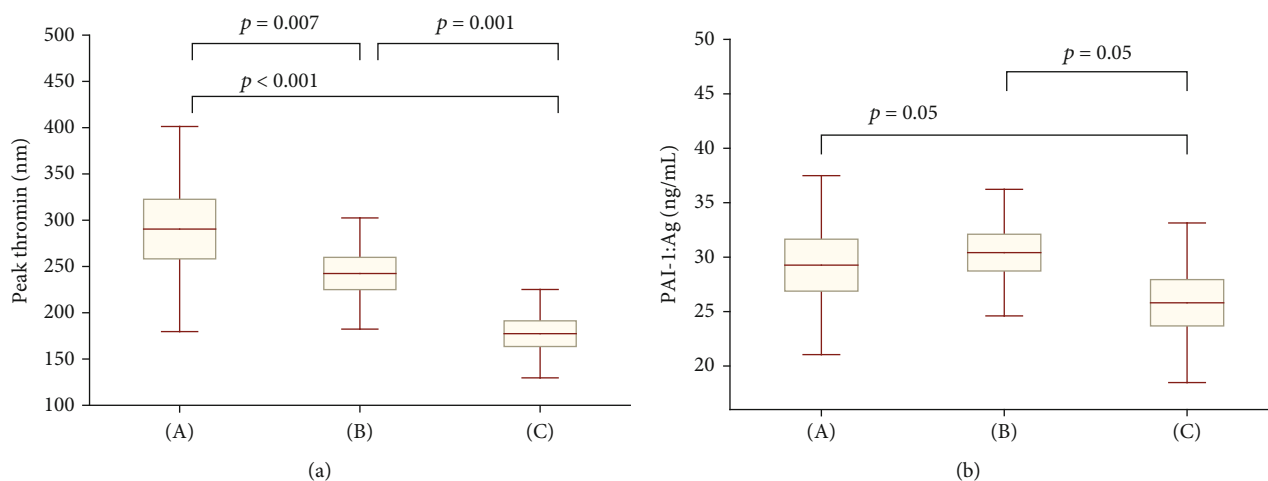 Peak thromin (nm)
500
450
400
350
300
250
200
150
100
p = 0.007
p = 0.001
p < 0.001
(A)
(B)
(C)
(a)
PAI-1:Ag (ng/mL)
50
45
40
35
30
25
20
p = 0.05
p = 0.05
(A)
(B)
(C)
(b)